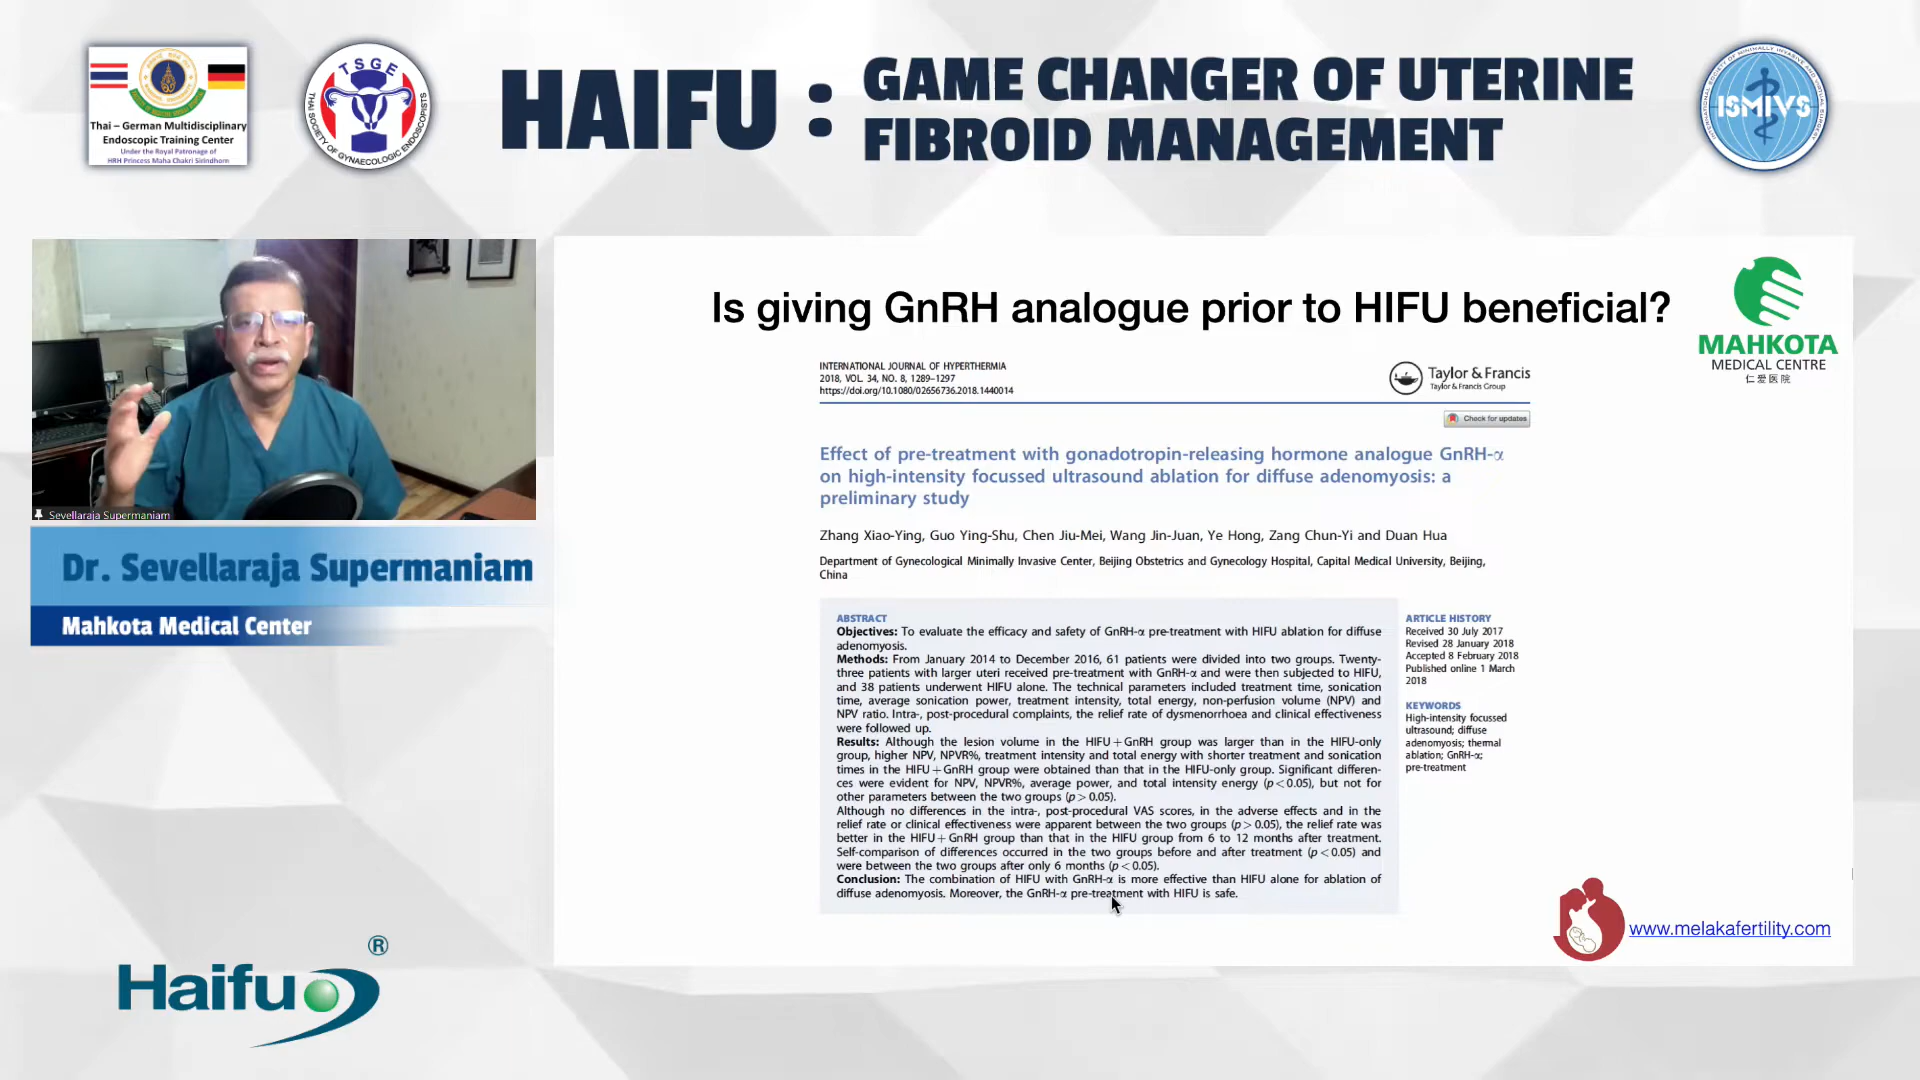 Thai – German Multidisciplinary
Endoscopic Training Center
Under the Royal Patronage of
HRH Princess Maha Chakri Sirindhorn
TSGE
THAI SOCIETY OF GYNAECOLOGIC ENDOSCOPISTS
HAIFU : GAME CHANGER OF UTERINE
FIBROID MANAGEMENT
ISMIVS
Sevellaraja Supermaniam
Dr. Sevellaraja Supermaniam
Mahkota Medical Center
Haifu®
Is giving GnRH analogue prior to HIFU beneficial?
MAHKOTA
MEDICAL CENTRE
仁爱医院
INTERNATIONAL JOURNAL OF HYPERTHERMIA
2018, VOL. 34, NO. 8, 1289–1297
https://doi.org/10.1080/02656736.2018.1440014
Taylor & Francis
Taylor & Francis Group
Check for updates
Effect of pre-treatment with gonadotropin-releasing hormone analogue GnRH-α
on high-intensity focussed ultrasound ablation for diffuse adenomyosis: a
preliminary study
Zhang Xiao-Ying, Guo Ying-Shu, Chen Jiu-Mei, Wang Jin-Juan, Ye Hong, Zang Chun-Yi and Duan Hua
Department of Gynecological Minimally Invasive Center, Beijing Obstetrics and Gynecology Hospital, Capital Medical University, Beijing,
China
ABSTRACT
Objectives: To evaluate the efficacy and safety of GnRH-α pre-treatment with HIFU ablation for diffuse
adenomyosis.
Methods: From January 2014 to December 2016, 61 patients were divided into two groups. Twenty-
three patients with larger uteri received pre-treatment with GnRH-α and were then subjected to HIFU,
and 38 patients underwent HIFU alone. The technical parameters included treatment time, sonication
time, average sonication power, treatment intensity, total energy, non-perfusion volume (NPV) and
NPV ratio. Intra-, post-procedural complaints, the relief rate of dysmenorrhoea and clinical effectiveness
were followed up.
Results: Although the lesion volume in the HIFU + GnRH group was larger than in the HIFU-only
group, higher NPV, NPVR%, treatment intensity and total energy with shorter treatment and sonication
times in the HIFU + GnRH group were obtained than that in the HIFU-only group. Significant differen-
ces were evident for NPV, NPVR%, average power, and total intensity energy (p < 0.05), but not for
other parameters between the two groups (p > 0.05).
Although no differences in the intra-, post-procedural VAS scores, in the adverse effects and in the
relief rate or clinical effectiveness were apparent between the two groups (p > 0.05), the relief rate was
better in the HIFU + GnRH group than that in the HIFU group from 6 to 12 months after treatment.
Self-comparison of differences occurred in the two groups before and after treatment (p < 0.05) and
were between the two groups after only 6 months (p < 0.05).
Conclusion: The combination of HIFU with GnRH-α is more effective than HIFU alone for ablation of
diffuse adenomyosis. Moreover, the GnRH-α pre-treatment with HIFU is safe.
ARTICLE HISTORY
Received 30 July 2017
Revised 28 January 2018
Accepted 8 February 2018
Published online 1 March
2018
KEYWORDS
High-intensity focussed
ultrasound; diffuse
adenomyosis; thermal
ablation; GnRH-α;
pre-treatment
www.melakafertility.com